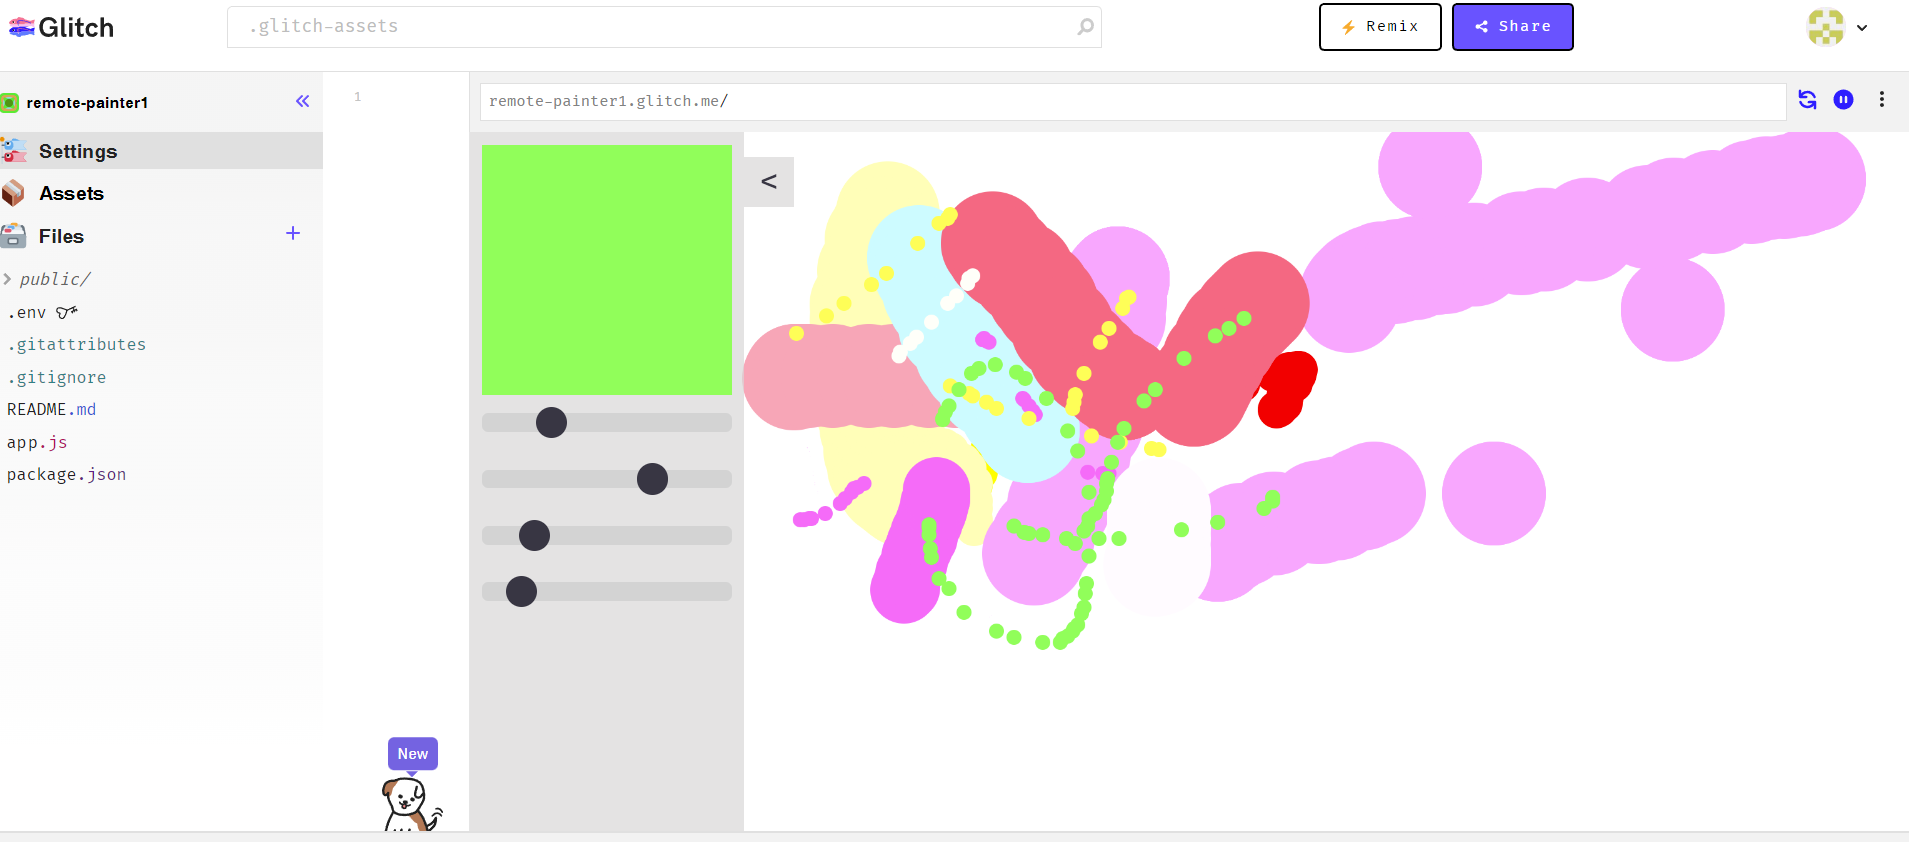 Glitch
.glitch-assets
Remix
Share
remote-painter1
«
1
remote-painter1.glitch.me/
Settings
<
Assets
Files
+
public/
.env
.gitattributes
.gitignore
README.md
app.js
package.json
New